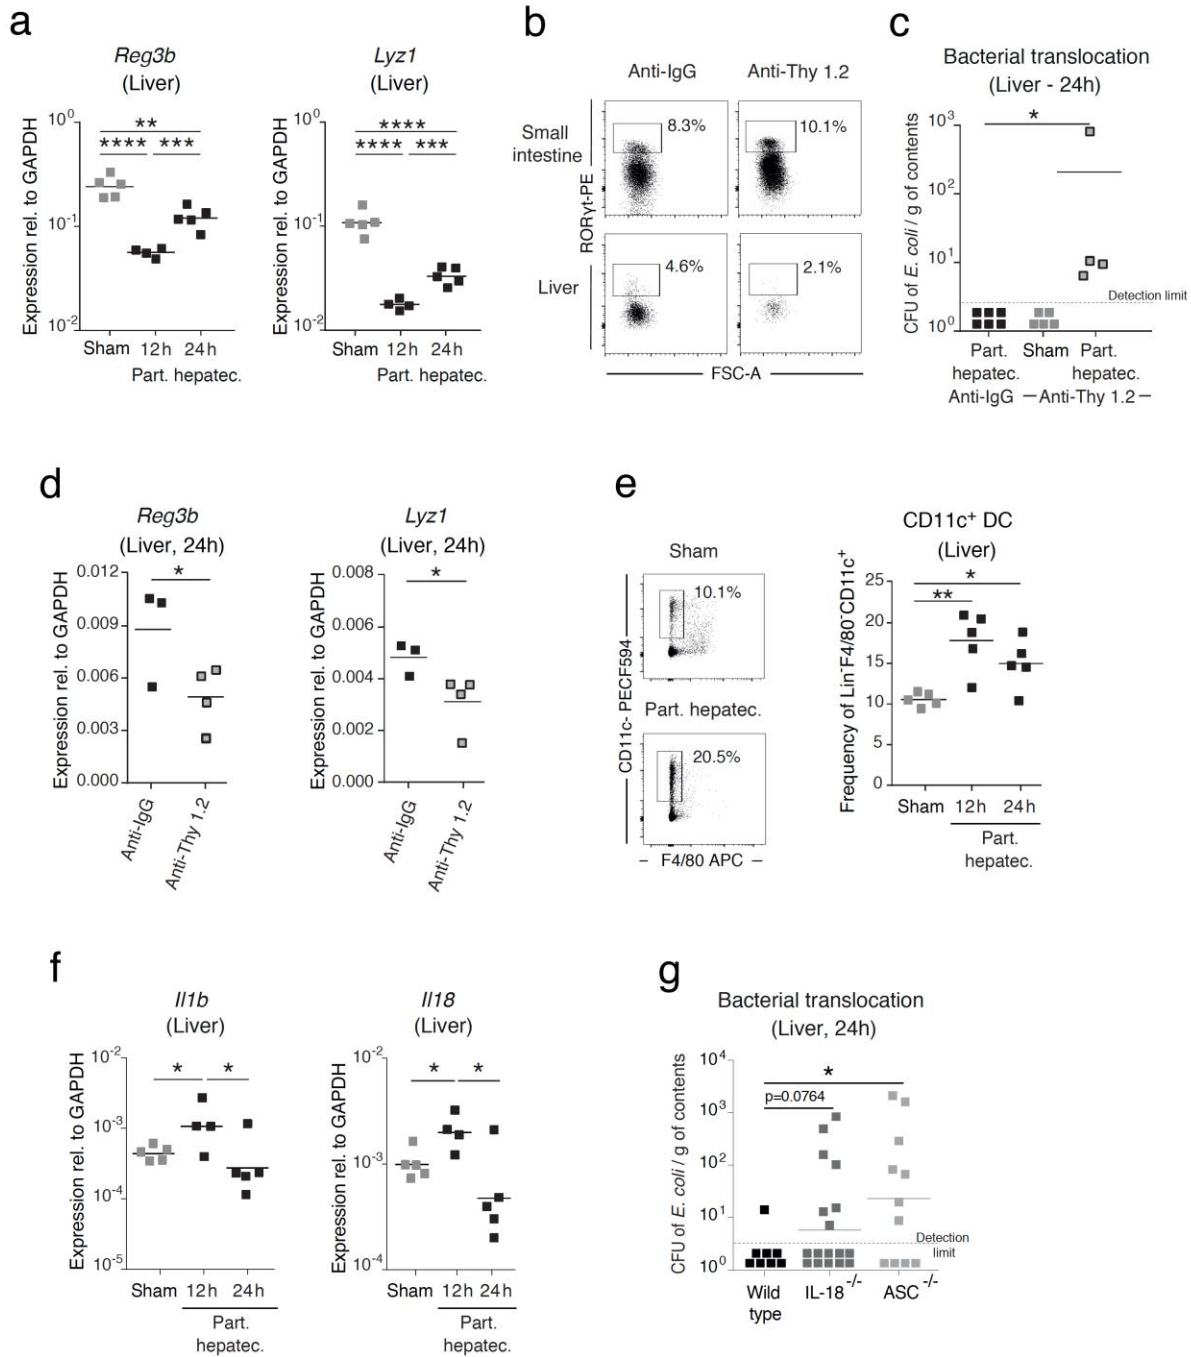 a
Reg3b
(Liver)
Expression rel. to GAPDH
10^0
10^-1
10^-2
**
**** ***
Sham 12h 24h
Part. hepatec.
Lyz1
(Liver)
Expression rel. to GAPDH
10^0
10^-1
10^-2
****
**** ***
Sham 12h 24h
Part. hepatec.
b
Anti-IgG Anti-Thy 1.2
Small
intestine
8.3% 10.1%
RORγt-PE
Liver
4.6% 2.1%
FSC-A
c
Bacterial translocation
(Liver - 24h)
CFU of E. coli / g of contents
10^3
10^2
10^1
10^0
*
Detection limit
Part. Sham Part.
hepatec. hepatec.
Anti-IgG –Anti-Thy 1.2–
d
Reg3b
(Liver, 24h)
Expression rel. to GAPDH
0.012
0.009
0.006
0.003
0.000
*
Anti-IgG
Anti-Thy 1.2
Lyz1
(Liver, 24h)
Expression rel. to GAPDH
0.008
0.006
0.004
0.002
0.000
*
Anti-IgG
Anti-Thy 1.2
e
Sham
10.1%
Part. hepatec.
20.5%
CD11c- PECF594
– F4/80 APC –
CD11c+ DC
(Liver)
Frequency of Lin-F4/80-CD11c+
25
20
15
10
5
0
*
**
Sham 12h 24h
Part.
hepatec.
f
Il1b
(Liver)
Expression rel. to GAPDH
10^-2
10^-3
10^-4
10^-5
* *
Sham 12h 24h
Part.
hepatec.
Il18
(Liver)
Expression rel. to GAPDH
10^-2
10^-3
10^-4
* *
Sham 12h 24h
Part.
hepatec.
g
Bacterial translocation
(Liver, 24h)
CFU of E. coli / g of contents
10^4
10^3
10^2
10^1
10^0
*
p=0.0764
Detection
limit
Wild
type
IL-18 -/-
ASC -/-